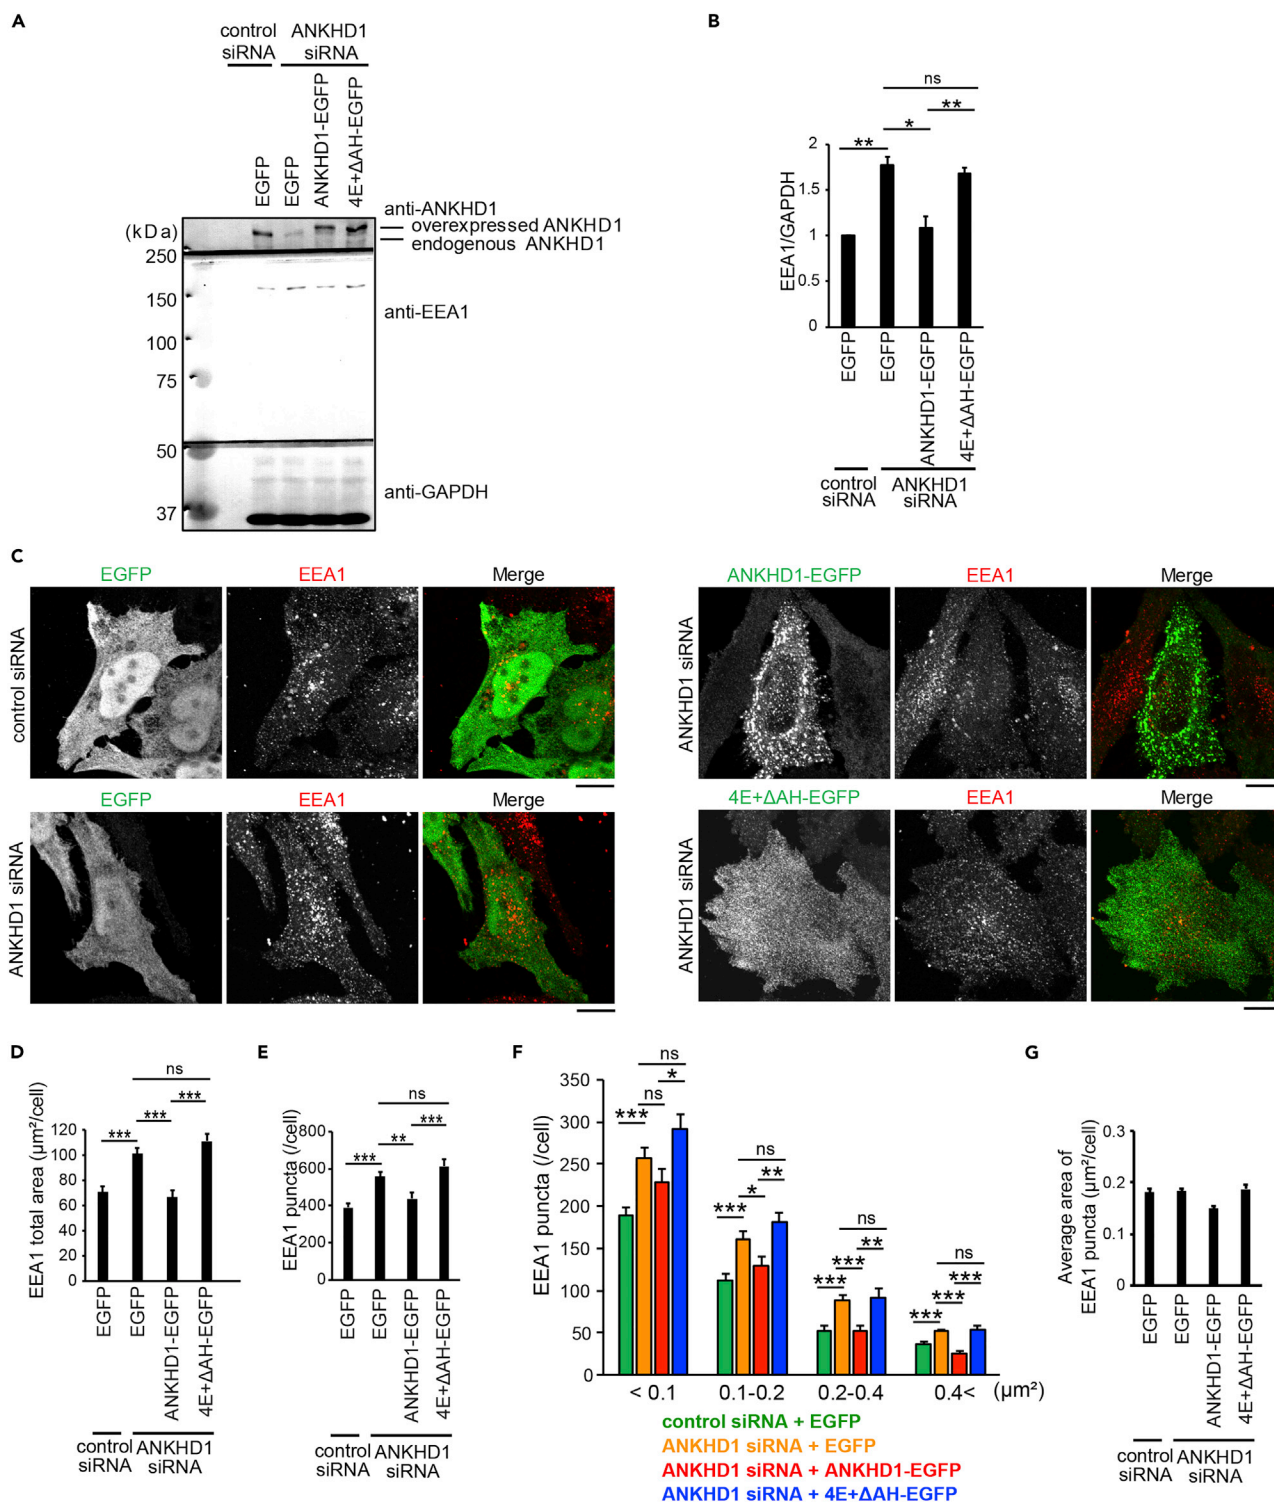 A
control
siRNA
ANKHD1
siRNA
EGFP
EGFP
ANKHD1-EGFP
4E+ΔAH-EGFP
(kDa)
250
150
100
75
50
37
anti-ANKHD1
overexpressed ANKHD1
endogenous ANKHD1
anti-EEA1
anti-GAPDH
B
EEA1/GAPDH
2
1.5
1
0.5
0
**
*
**
ns
EGFP
EGFP
ANKHD1-EGFP
4E+ΔAH-EGFP
control
siRNA
ANKHD1
siRNA
C
EGFP
EEA1
Merge
control siRNA
EGFP
EEA1
Merge
ANKHD1 siRNA
ANKHD1-EGFP
EEA1
Merge
ANKHD1 siRNA
4E+ΔAH-EGFP
EEA1
Merge
ANKHD1 siRNA
D
EEA1 total area (µm²/cell)
120
100
80
60
40
20
0
***
***
***
ns
EGFP
EGFP
ANKHD1-EGFP
4E+ΔAH-EGFP
control
siRNA
ANKHD1
siRNA
E
EEA1 puncta (/cell)
800
600
400
200
0
***
**
***
ns
EGFP
EGFP
ANKHD1-EGFP
4E+ΔAH-EGFP
control
siRNA
ANKHD1
siRNA
F
EEA1 puncta (/cell)
350
300
250
200
150
100
50
0
ns
*
ns
***
ns
**
*
***
ns
**
***
***
ns
***
***
***
< 0.1
0.1-0.2
0.2-0.4
0.4<
(µm²)
control siRNA + EGFP
ANKHD1 siRNA + EGFP
ANKHD1 siRNA + ANKHD1-EGFP
ANKHD1 siRNA + 4E+ΔAH-EGFP
G
Average area of
EEA1 puncta (µm²/cell)
0.3
0.2
0.1
0
EGFP
EGFP
ANKHD1-EGFP
4E+ΔAH-EGFP
control
siRNA
ANKHD1
siRNA